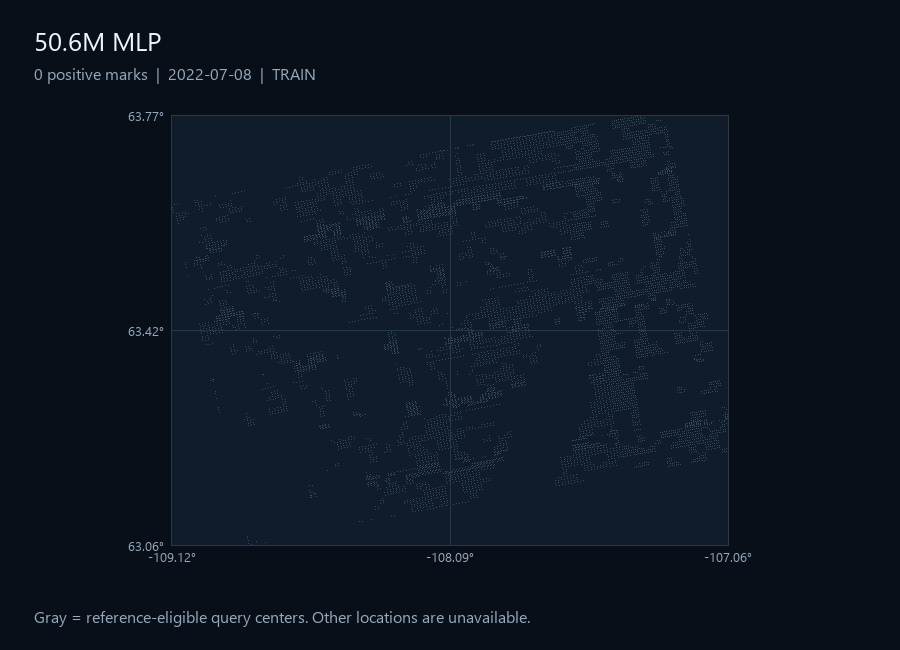 50.6M MLP
0 positive marks | 2022-07-08 | TRAIN
63.77°
63.42°
63.06°
-109.12°
-108.09°
-107.06°
Gray = reference-eligible query centers. Other locations are unavailable.